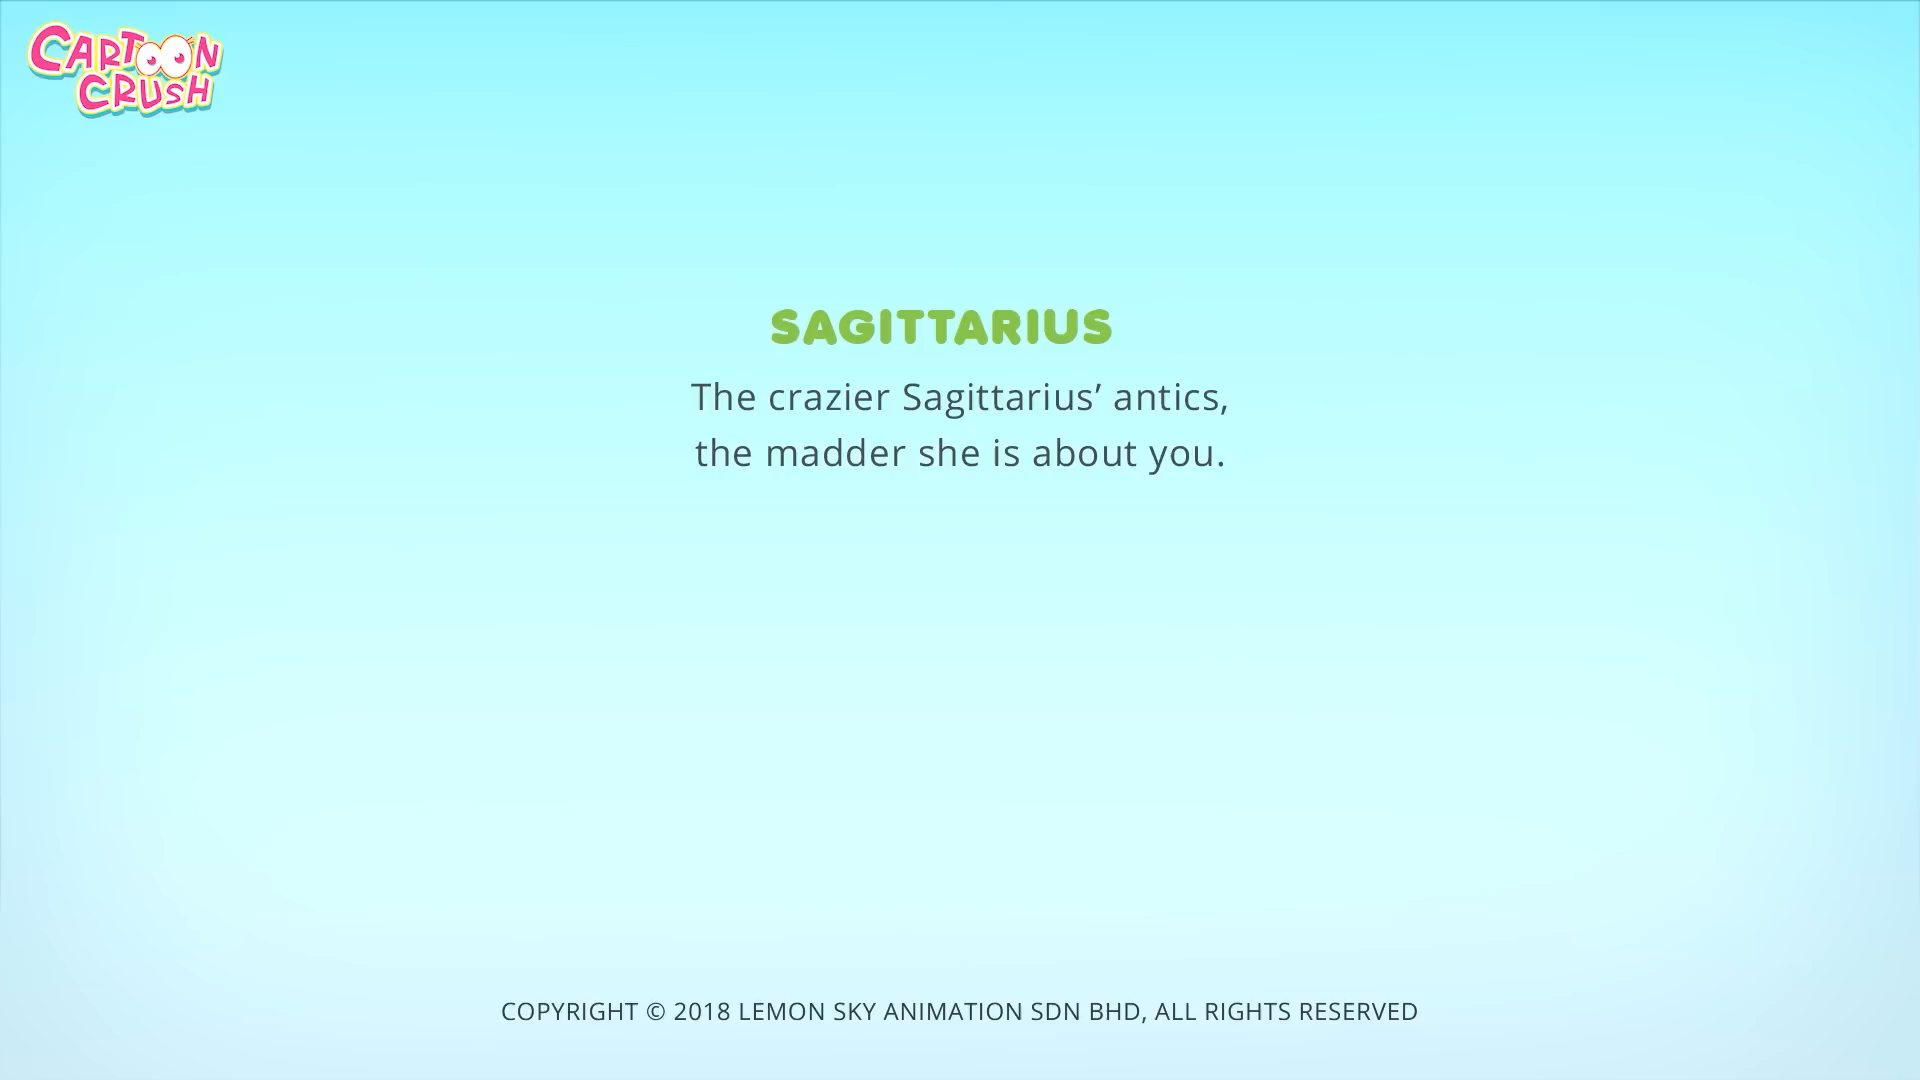 CARTOON
CRUSH
SAGITTARIUS
The crazier Sagittarius’ antics,
the madder she is about you.
COPYRIGHT © 2018 LEMON SKY ANIMATION SDN BHD, ALL RIGHTS RESERVED